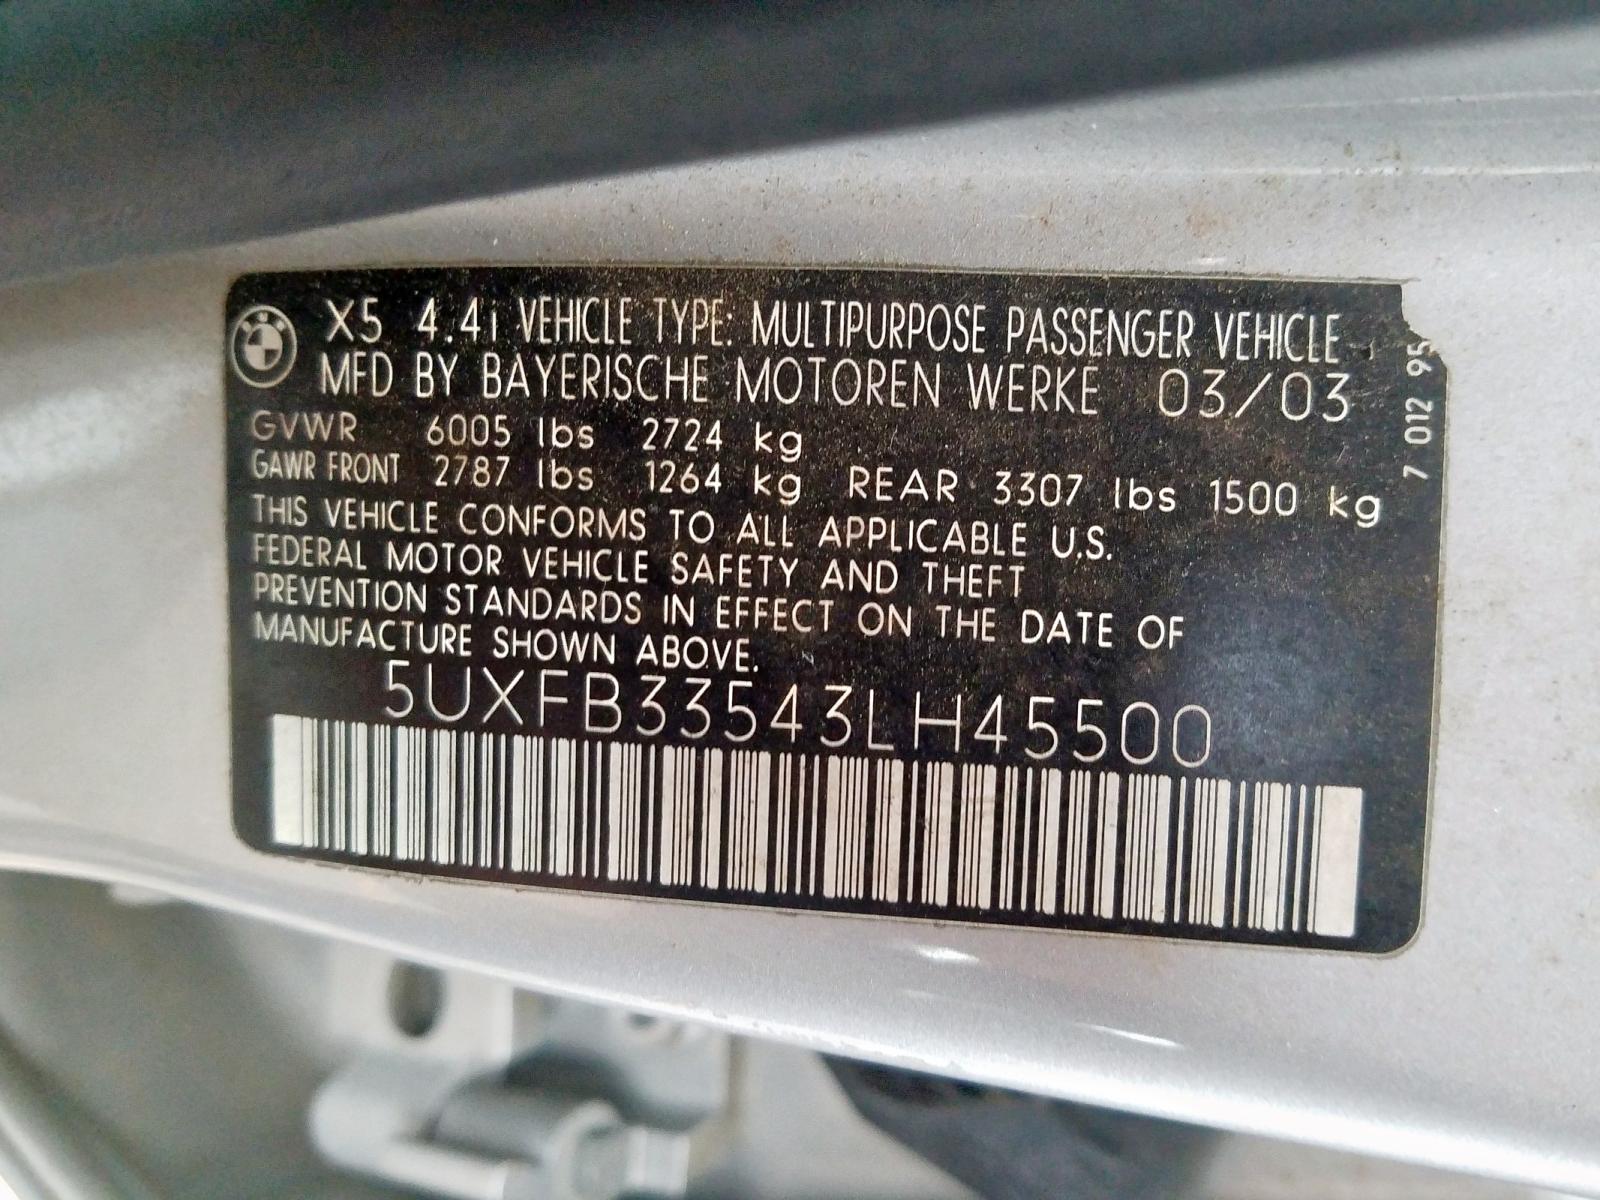 X5 4.4i VEHICLE TYPE: MULTIPURPOSE PASSENGER VEHICLE
MFD BY BAYERISCHE MOTOREN WERKE 03/03
GVWR 6005 lbs 2724 kg
GAWR FRONT 2787 lbs 1264 kg REAR 3307 lbs 1500 kg
THIS VEHICLE CONFORMS TO ALL APPLICABLE U.S.
FEDERAL MOTOR VEHICLE SAFETY AND THEFT
PREVENTION STANDARDS IN EFFECT ON THE DATE OF
MANUFACTURE SHOWN ABOVE.
5UXFB33543LH45500
7 012 95